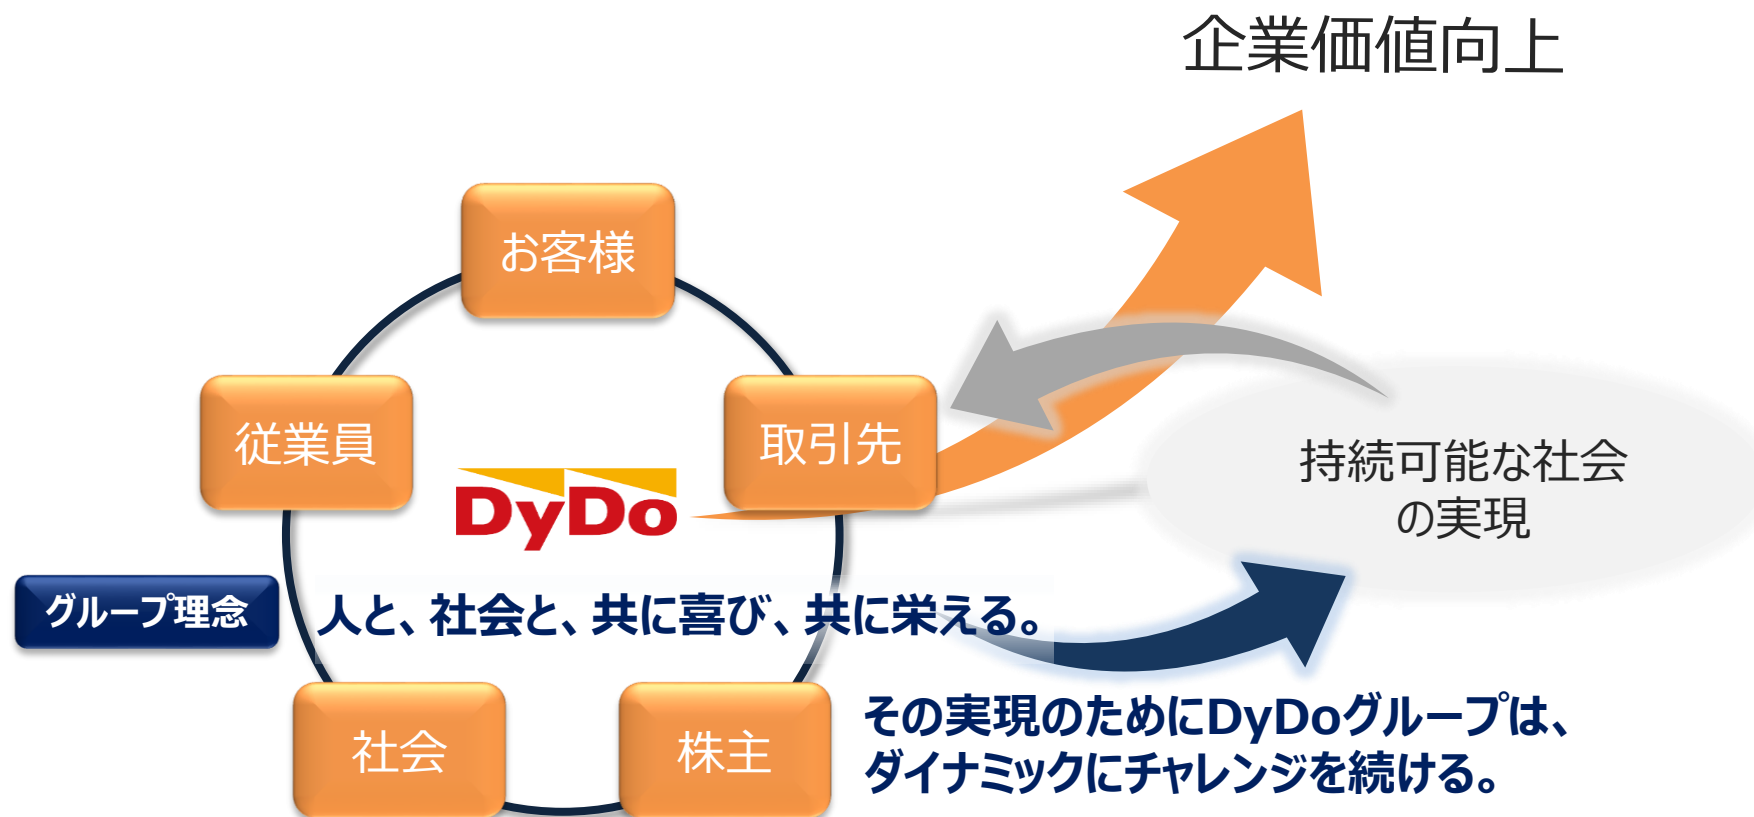 企業価値向上
お客様
従業員
取引先
DyDo
持続可能な社会
の実現
グループ理念
人と、社会と、共に喜び、共に栄える。
その実現のためにDyDoグループは、
ダイナミックにチャレンジを続ける。
社会
株主